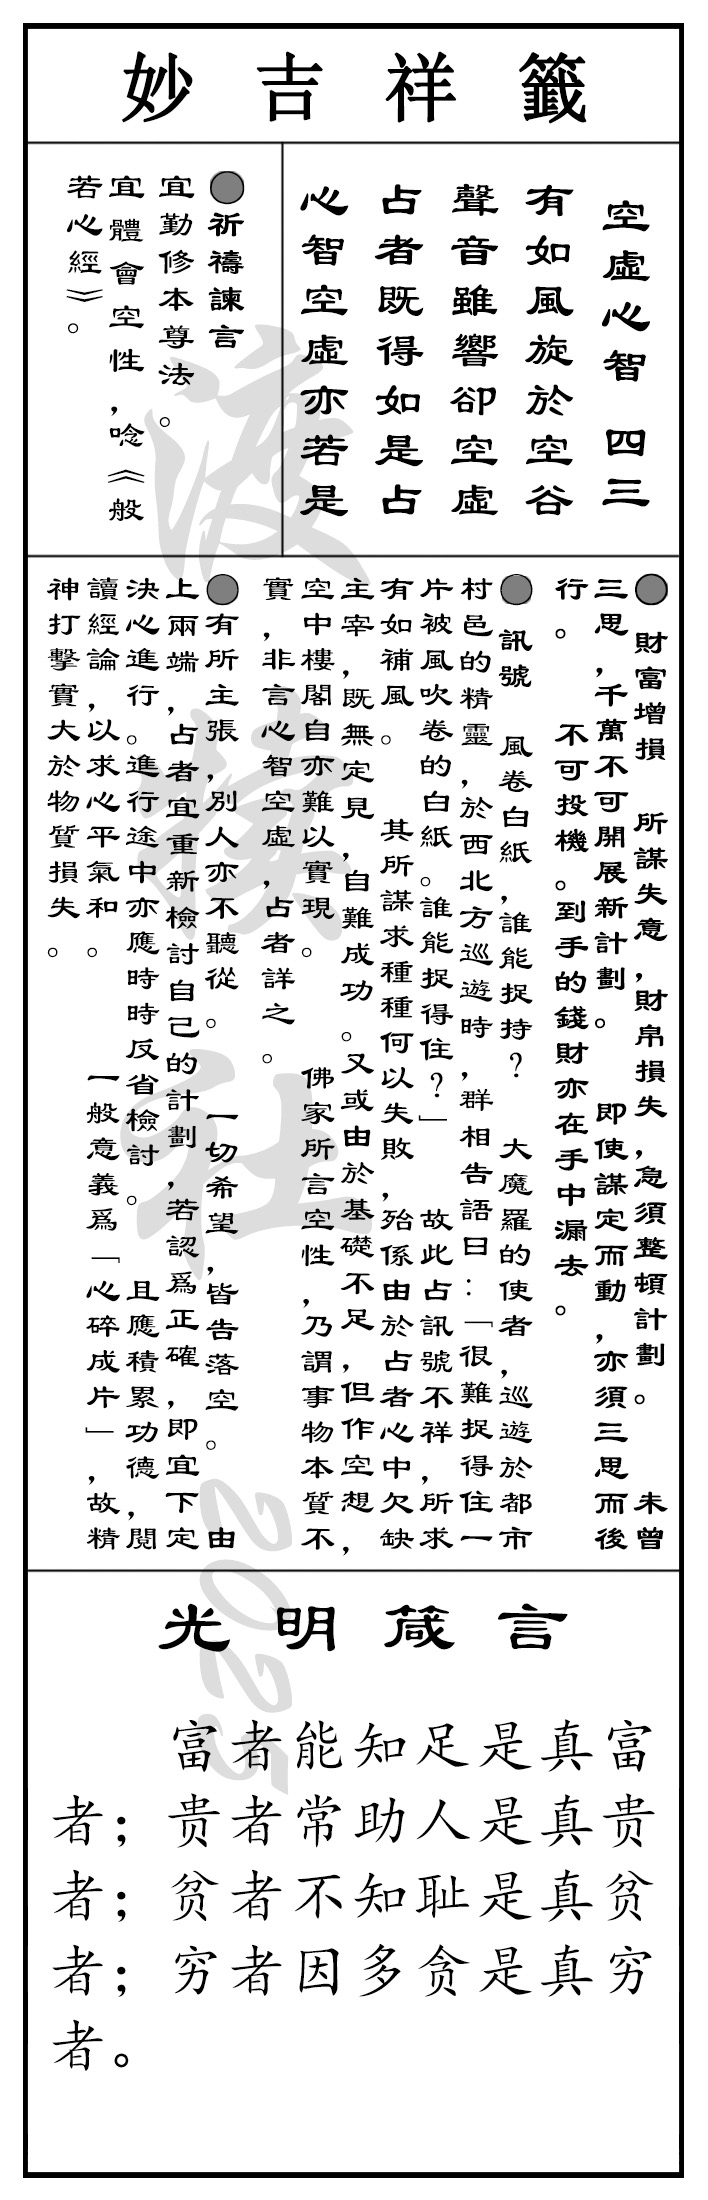 妙吉祥籤
空虛心智 四三
有如風旋於空谷
聲音雖響卻空虛
占者既得如是占
心智空虛亦若是
●祈禱諫言
宜勤修本尊法。
宜體會空性，唸《般
若心經》。
●財富增損 所謀失意，財帛損失，急須整頓計劃。 未曾
三思，千萬不可開展新計劃。 即使謀定而動，亦須三思而後
行。 不可投機。到手的錢財亦在手中漏去。
●訊號 風卷白紙，誰能捉持？ 大魔羅的使者，巡遊於都市
村邑的精靈，於西北方巡遊時，群相告語曰：「很難捉得住一
片被風吹卷的白紙。誰能捉得住？」 故此占訊號不祥，所求
有如補風。 其所謀求種種何以失敗，殆係由於占者心中欠缺
主宰，既無定見，自難成功。又或由於基礎不足，但作空想，
空中樓閣自亦難以實現。 佛家所言空性，乃謂事物本質不
實，非言心智空虛，占者詳之。
●有所主張，別人亦不聽從。 一切希望，皆告落空。 由
上兩端，占者宜重新檢討自己的計劃，若認爲正確，即宜下定
決心進行。進行途中亦應時時反省檢討。 且應積累功德，閱
讀經論，以求心平氣和。 一般意義爲「心碎成片」，故精
神打擊實大於物質損失。
光明箴言
富者能知足是真富
者；贵者常助人是真贵
者；贫者不知耻是真贫
者；穷者因多贪是真穷
者。
2025